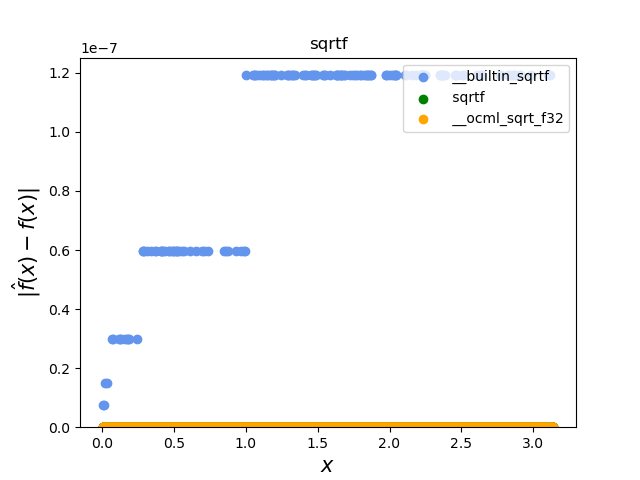 sqrtf
1e−7
1.2
1.0
0.8
0.6
0.4
0.2
0.0
|f̂(x) − f(x)|
__builtin_sqrtf
sqrtf
__ocml_sqrt_f32
0.0 0.5 1.0 1.5 2.0 2.5 3.0
x